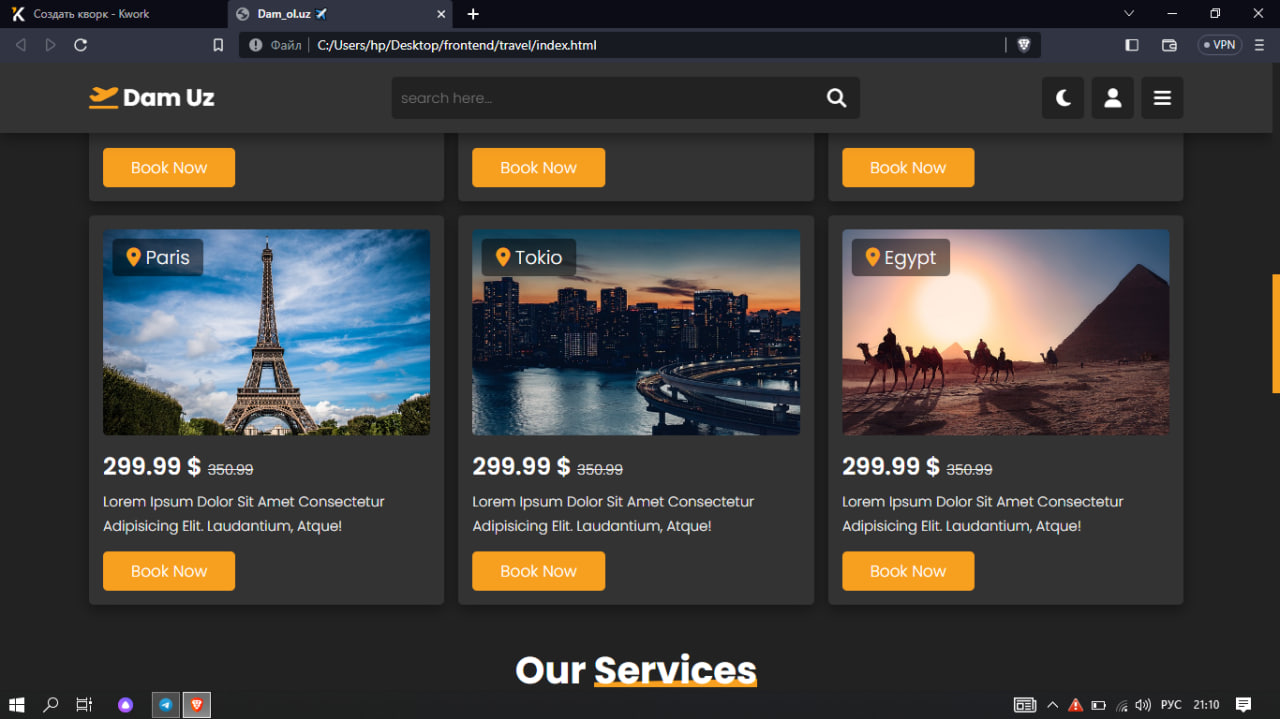 Создать кворк - Kwork
Dam_ol.uz
VPN
Файл
C:/Users/hp/Desktop/frontend/travel/index.html
Dam Uz
search here...
Book Now
Book Now
Book Now
Paris
Tokio
Egypt
299.99 $ 350.99
299.99 $ 350.99
299.99 $ 350.99
Lorem Ipsum Dolor Sit Amet Consectetur
Adipisicing Elit. Laudantium, Atque!
Lorem Ipsum Dolor Sit Amet Consectetur
Adipisicing Elit. Laudantium, Atque!
Lorem Ipsum Dolor Sit Amet Consectetur
Adipisicing Elit. Laudantium, Atque!
Book Now
Book Now
Book Now
Our Services
РУС
21:10